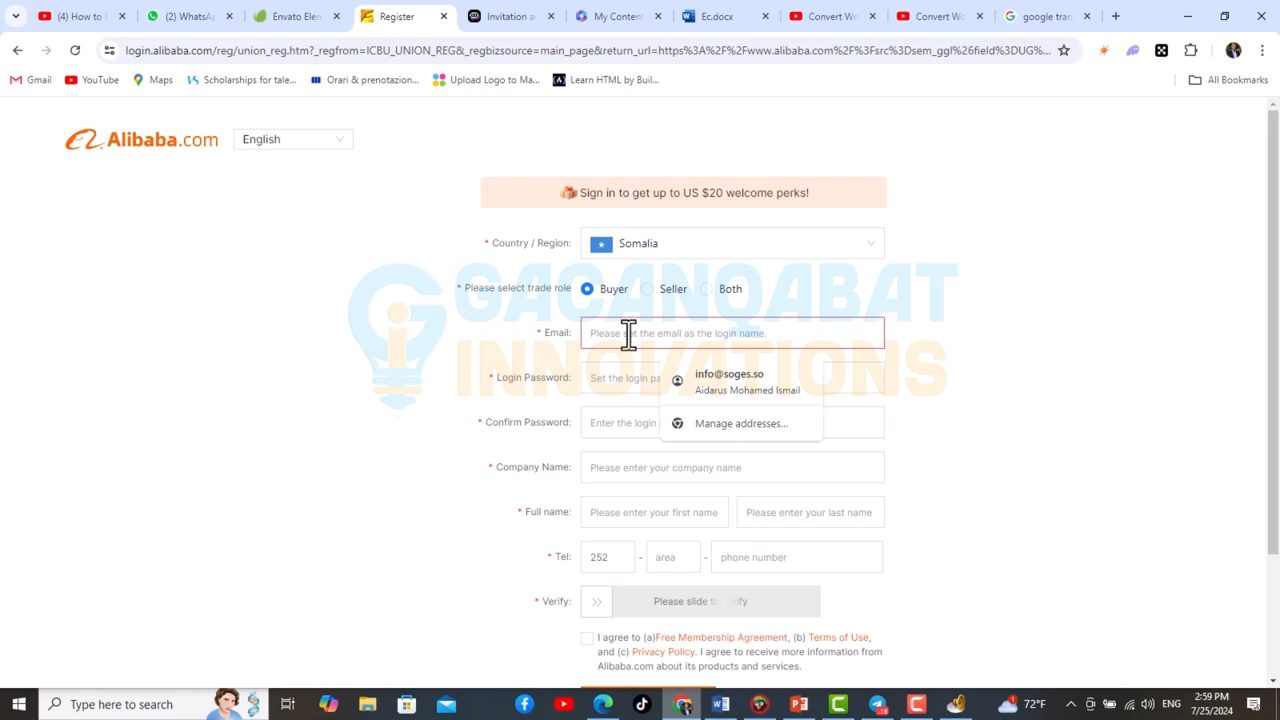 (40) How to
(2) WhatsA
Envato Elen
Register
Invitation an
My Content
Ec.docx
Convert Wo
Convert Wo
google tran
login.alibaba.com/reg/union_reg.htm?_regfrom=ICBU_UNION_REG&_regbizsource=main_page&return_url=https%3A%2F%2Fwww.alibaba.com%2F%3Fsrc%3Dsem_ggl%26field%3DUG%...
Gmail
YouTube
Maps
Scholarships for tale...
Orari & prenotazion...
Upload Logo to Ma...
Learn HTML by Buil...
All Bookmarks
Alibaba.com
English
Sign in to get up to US $20 welcome perks!
* Country / Region:
Somalia
* Please select trade role
Buyer
Seller
Both
GACANQABAT
INNOVATIONS
* Email:
Please set the email as the login name.
* Login Password:
Set the login pa
info@soges.so
Aidarus Mohamed Ismail
Manage addresses...
* Confirm Password:
Enter the login
* Company Name:
Please enter your company name
* Full name:
Please enter your first name
Please enter your last name
* Tel:
252
-
area
-
phone number
* Verify:
Please slide to verify
I agree to (a)Free Membership Agreement, (b) Terms of Use,
and (c) Privacy Policy. I agree to receive more information from
Alibaba.com about its products and services.
Type here to search
72°F
2:59 PM
7/25/2024